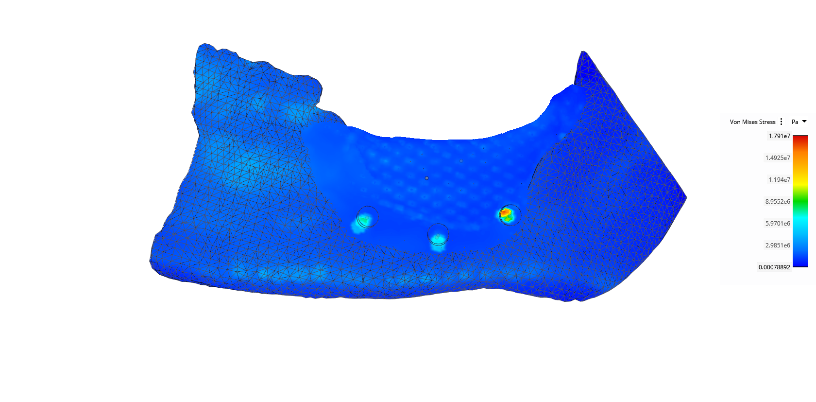 Von Mises Stress ⋮ Pa ▼
1.791e7
1.4925e7
1.194e7
8.9552e6
5.9701e6
2.9851e6
0.00070892